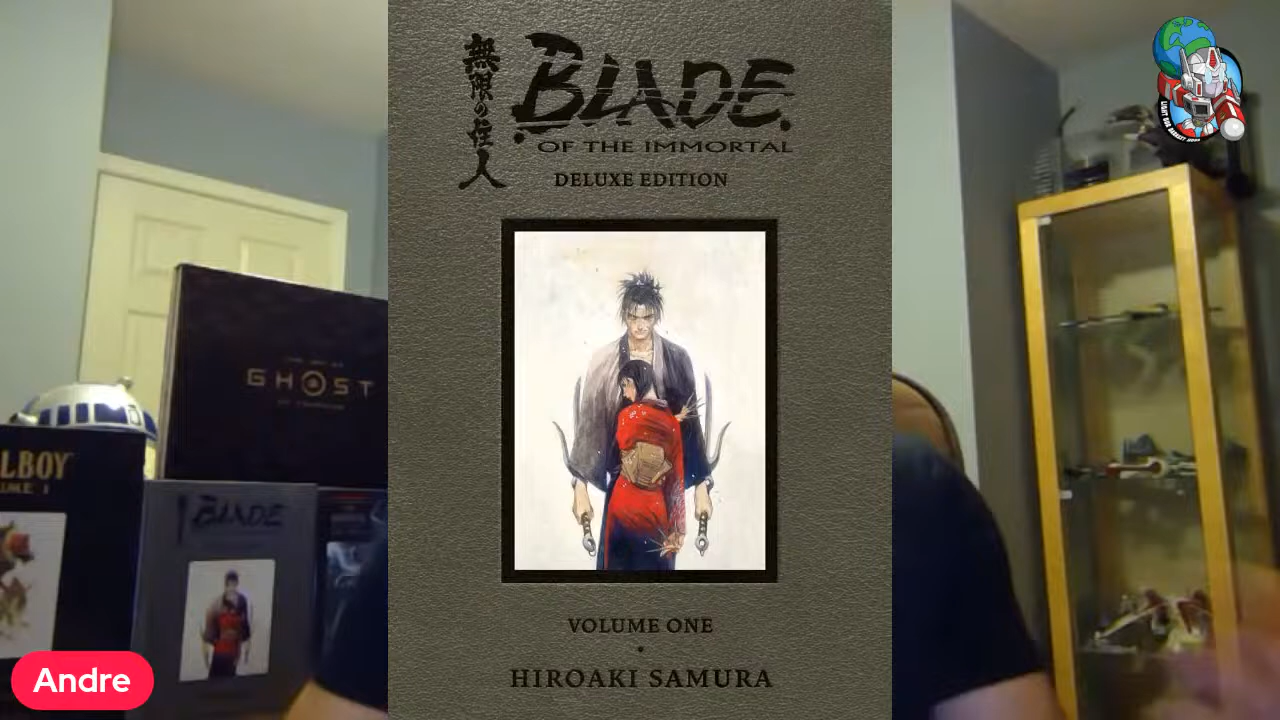 無限の住人
BLADE
OF THE IMMORTAL
DELUXE EDITION
VOLUME ONE
•
HIROAKI SAMURA
GHOST
LBOY
BLADE
Andre